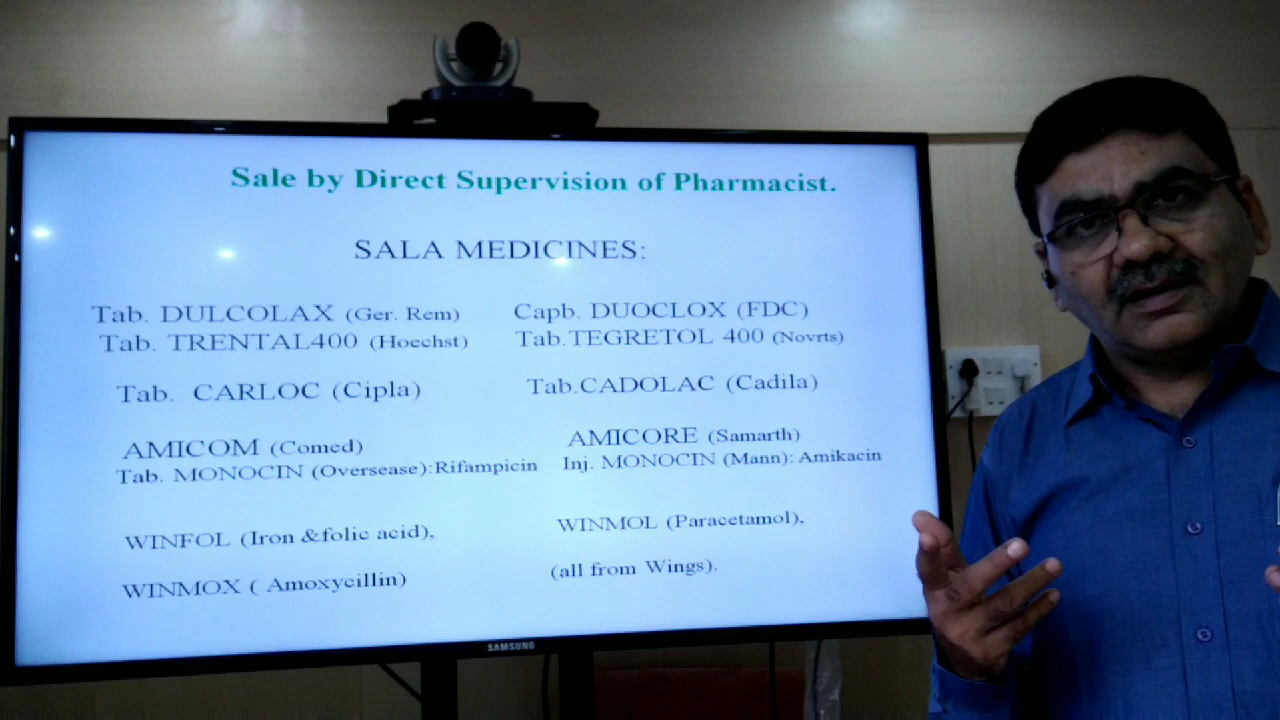 Sale by Direct Supervision of Pharmacist.
SALA MEDICINES:
Tab. DULCOLAX (Ger. Rem) Capb. DUOCLOX (FDC)
Tab. TRENTAL400 (Hoechst) Tab.TEGRETOL 400 (Novrts)
Tab. CARLOC (Cipla) Tab.CADOLAC (Cadila)
AMICOM (Comed) AMICORE (Samarth)
Tab. MONOCIN (Oversease):Rifampicin Inj. MONOCIN (Mann): Amikacin
WINFOL (Iron &folic acid), WINMOL (Paracetamol),
WINMOX ( Amoxycillin) (all from Wings).
SAMSUNG